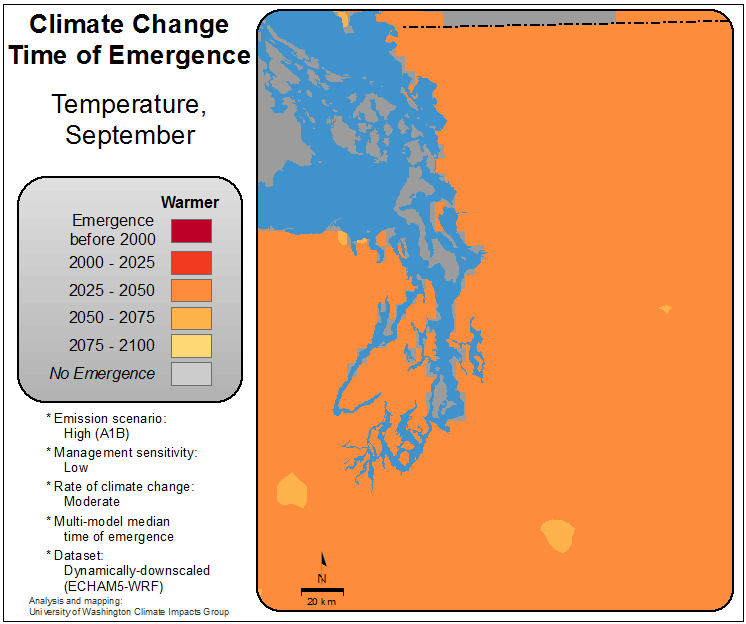 Climate Change
Time of Emergence
Temperature,
September
Warmer
Emergence
before 2000
2000 - 2025
2025 - 2050
2050 - 2075
2075 - 2100
No Emergence
* Emission scenario:
High (A1B)
* Management sensitivity:
Low
* Rate of climate change:
Moderate
* Multi-model median
time of emergence
* Dataset:
Dynamically-downscaled
(ECHAM5-WRF)
Analysis and mapping:
University of Washington Climate Impacts Group
N
20 km